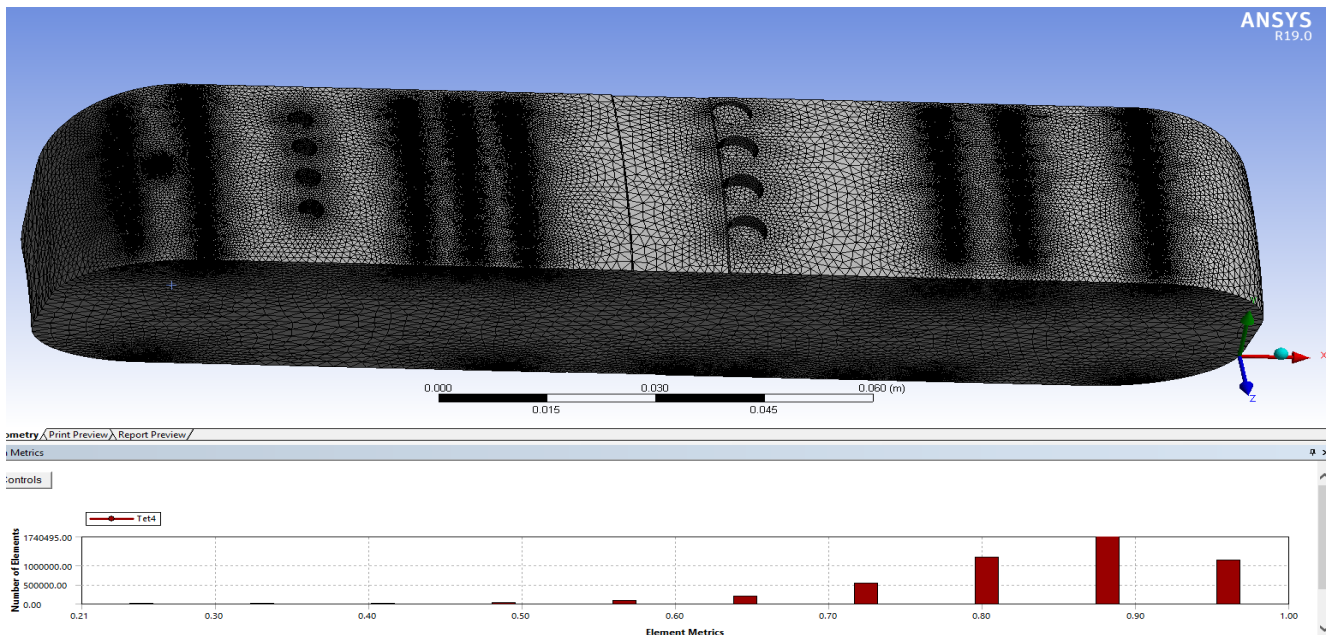 ANSYS
R19.0
0.000
0.030
0.060 (m)
0.015
0.045
X
Z
ometry Print Preview Report Preview
Metrics
Controls
Tet4
Number of Elements
1740495.00
1000000.00
500000.00
0.00
0.21
0.30
0.40
0.50
0.60
0.70
0.80
0.90
1.00
Element Metrics